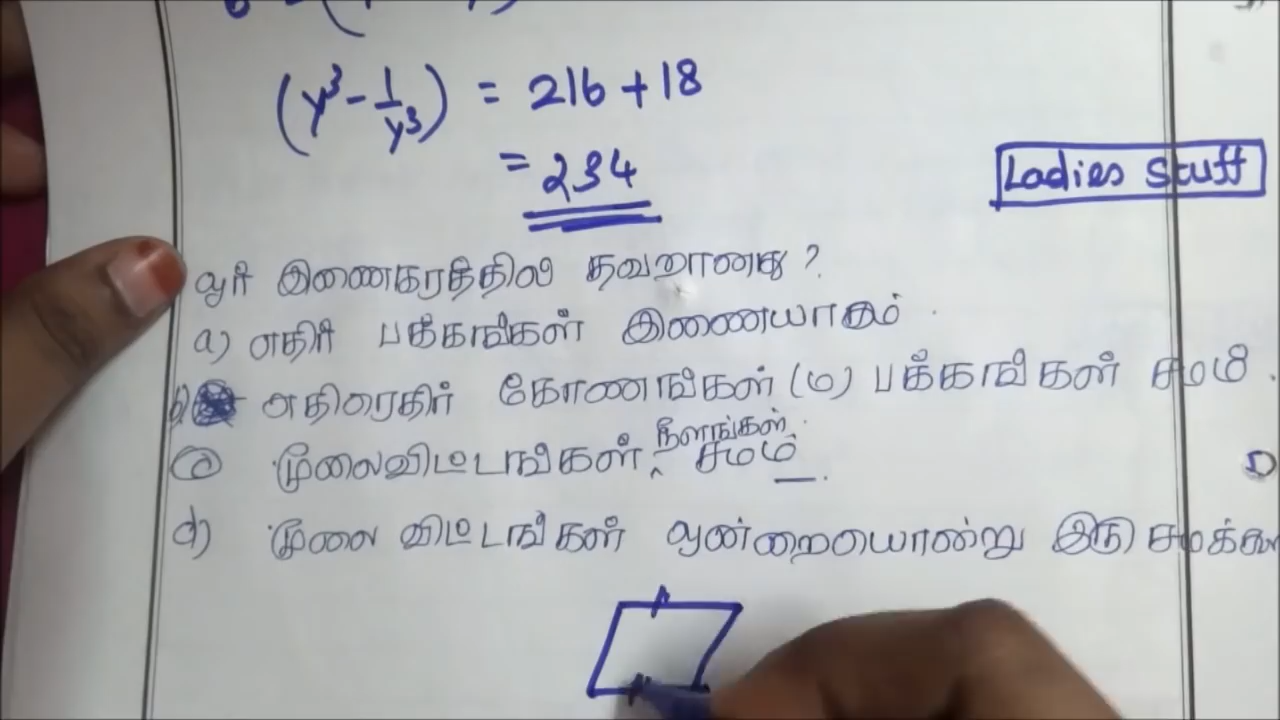 (y³ - 1/y³) = 216 + 18
= 234
Ladies Stuff
ஓர் இணைகரத்தில் தவறானது?
a) எதிர் பக்கங்கள் இணையாகும்.
b) எதிரெதிர் கோணங்கள் (ம) பக்கங்கள் சமம்.
c) மூலைவிட்டங்கள் ^ நீளங்கள் சமம்.
D
d) மூலை விட்டங்கள் ஒன்றையொன்று இரு